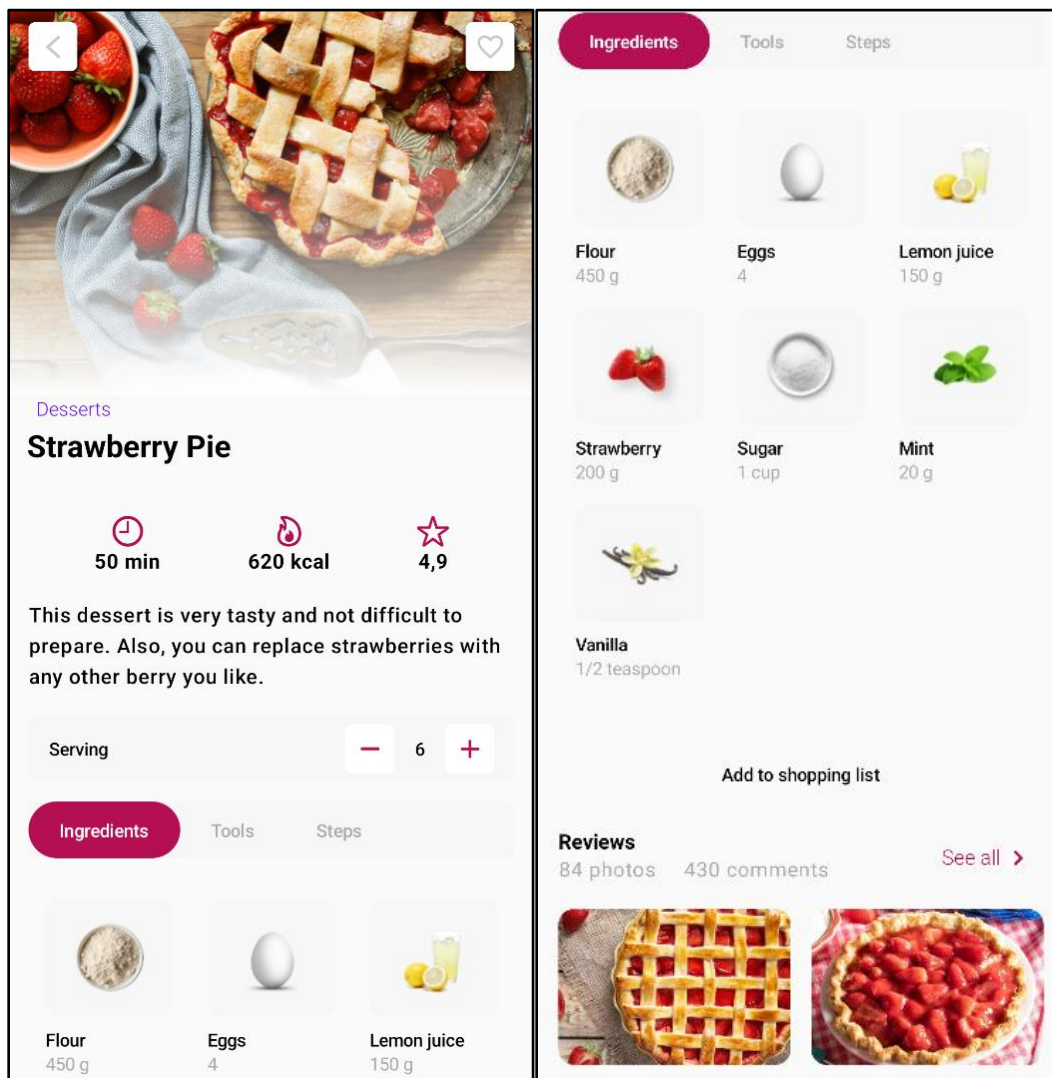 Desserts
Strawberry Pie
50 min 620 kcal 4,9
This dessert is very tasty and not difficult to
prepare. Also, you can replace strawberries with
any other berry you like.
Serving 6
Ingredients Tools Steps
Flour Eggs Lemon juice
450 g 4 150 g
Ingredients Tools Steps
Flour Eggs Lemon juice
450 g 4 150 g
Strawberry Sugar Mint
200 g 1 cup 20 g
Vanilla
1/2 teaspoon
Add to shopping list
Reviews
84 photos 430 comments See all